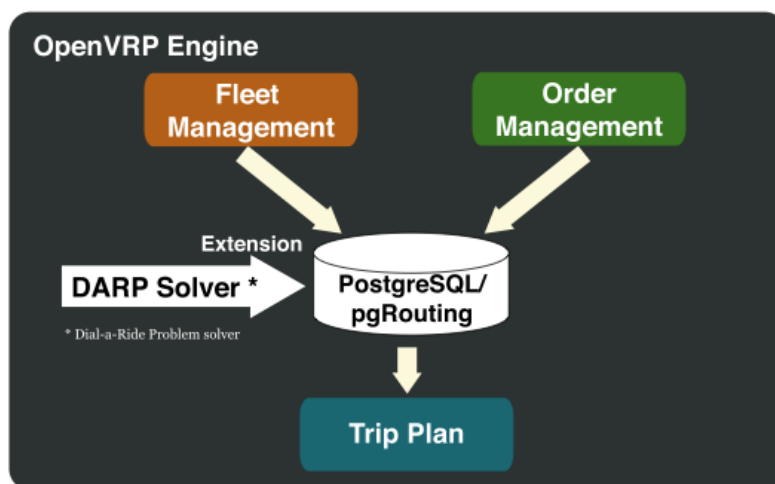 OpenVRP Engine
Fleet
Management
Order
Management
Extension
DARP Solver *
PostgreSQL/
pgRouting
* Dial-a-Ride Problem solver
Trip Plan